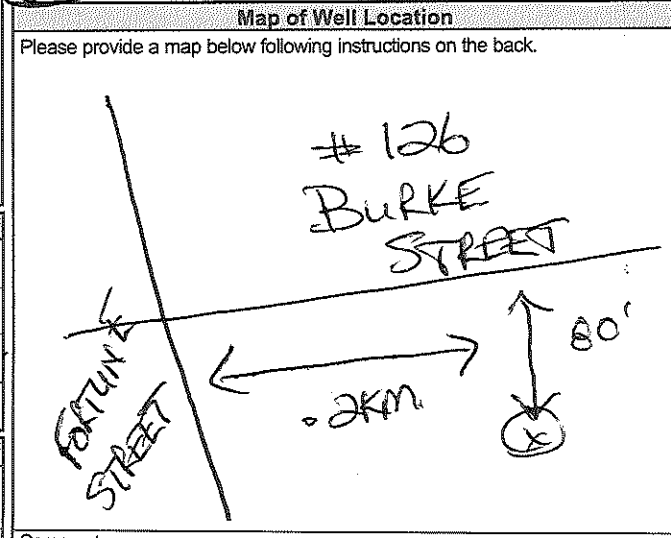 Map of Well Location
Please provide a map below following instructions on the back.
# 126
BURKE
STREET
80'
.2KM.
FORTUN
STREET
X